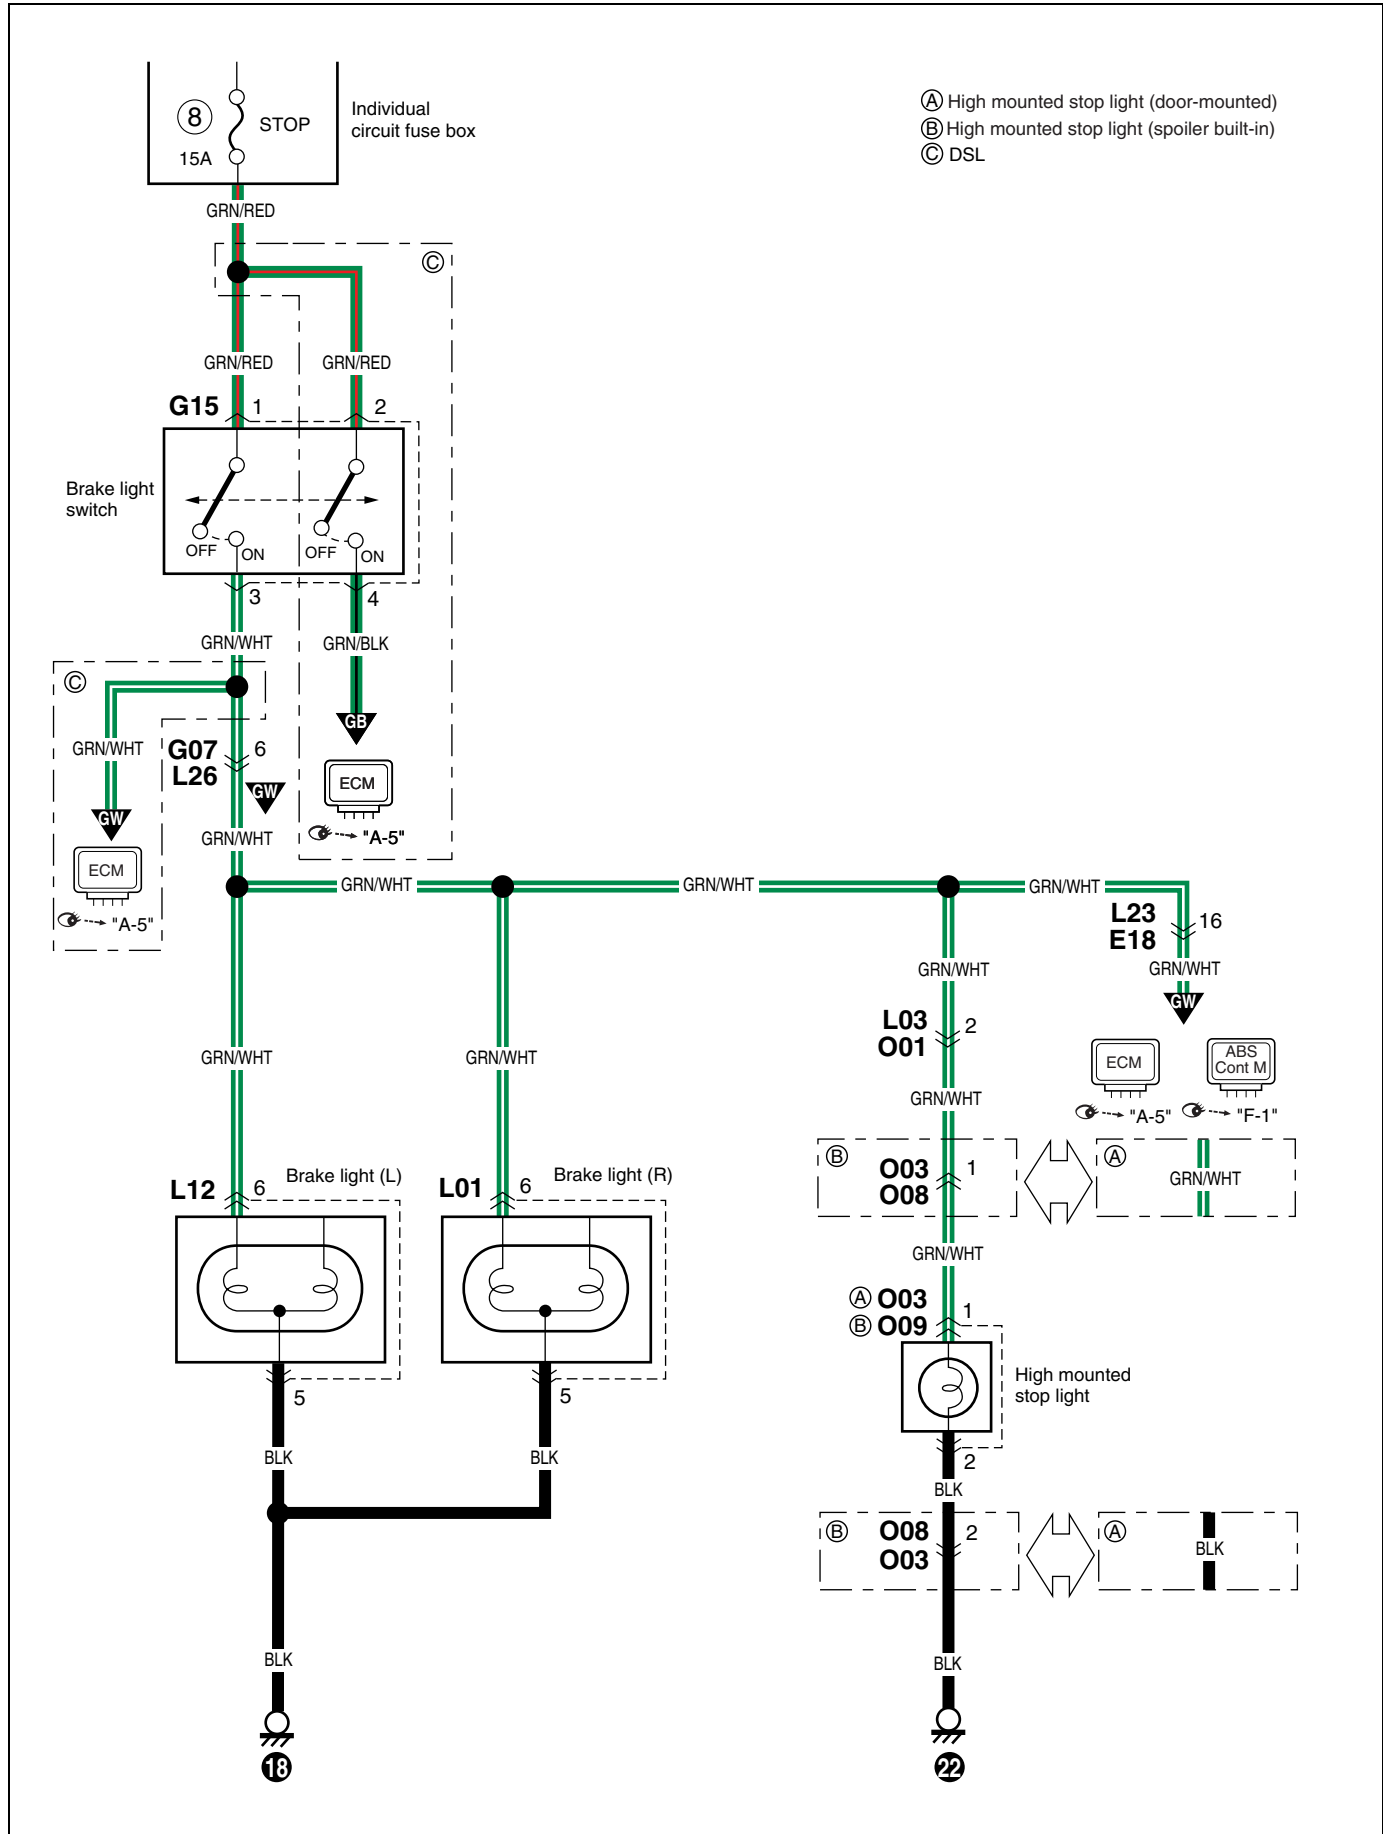 8
STOP
15A
Individual
circuit fuse box
A High mounted stop light (door-mounted)
B High mounted stop light (spoiler built-in)
C DSL
GRN/RED
C
GRN/RED
GRN/RED
G15
1
2
Brake light
switch
OFF
ON
OFF
ON
3
4
GRN/WHT
GRN/BLK
C
GRN/WHT
G07
L26
6
GW
GB
ECM
"A-5"
GW
ECM
"A-5"
GRN/WHT
GRN/WHT
GRN/WHT
GRN/WHT
L23
E18
16
GRN/WHT
GW
ECM
"A-5"
ABS
Cont M
"F-1"
GRN/WHT
L03
O01
2
GRN/WHT
GRN/WHT
GRN/WHT
B
O03
O08
1
A
GRN/WHT
L12
6
Brake light (L)
L01
6
Brake light (R)
GRN/WHT
A O03
B O09
1
High mounted
stop light
5
5
2
BLK
BLK
BLK
B
O08
O03
2
A
BLK
BLK
BLK
18
22